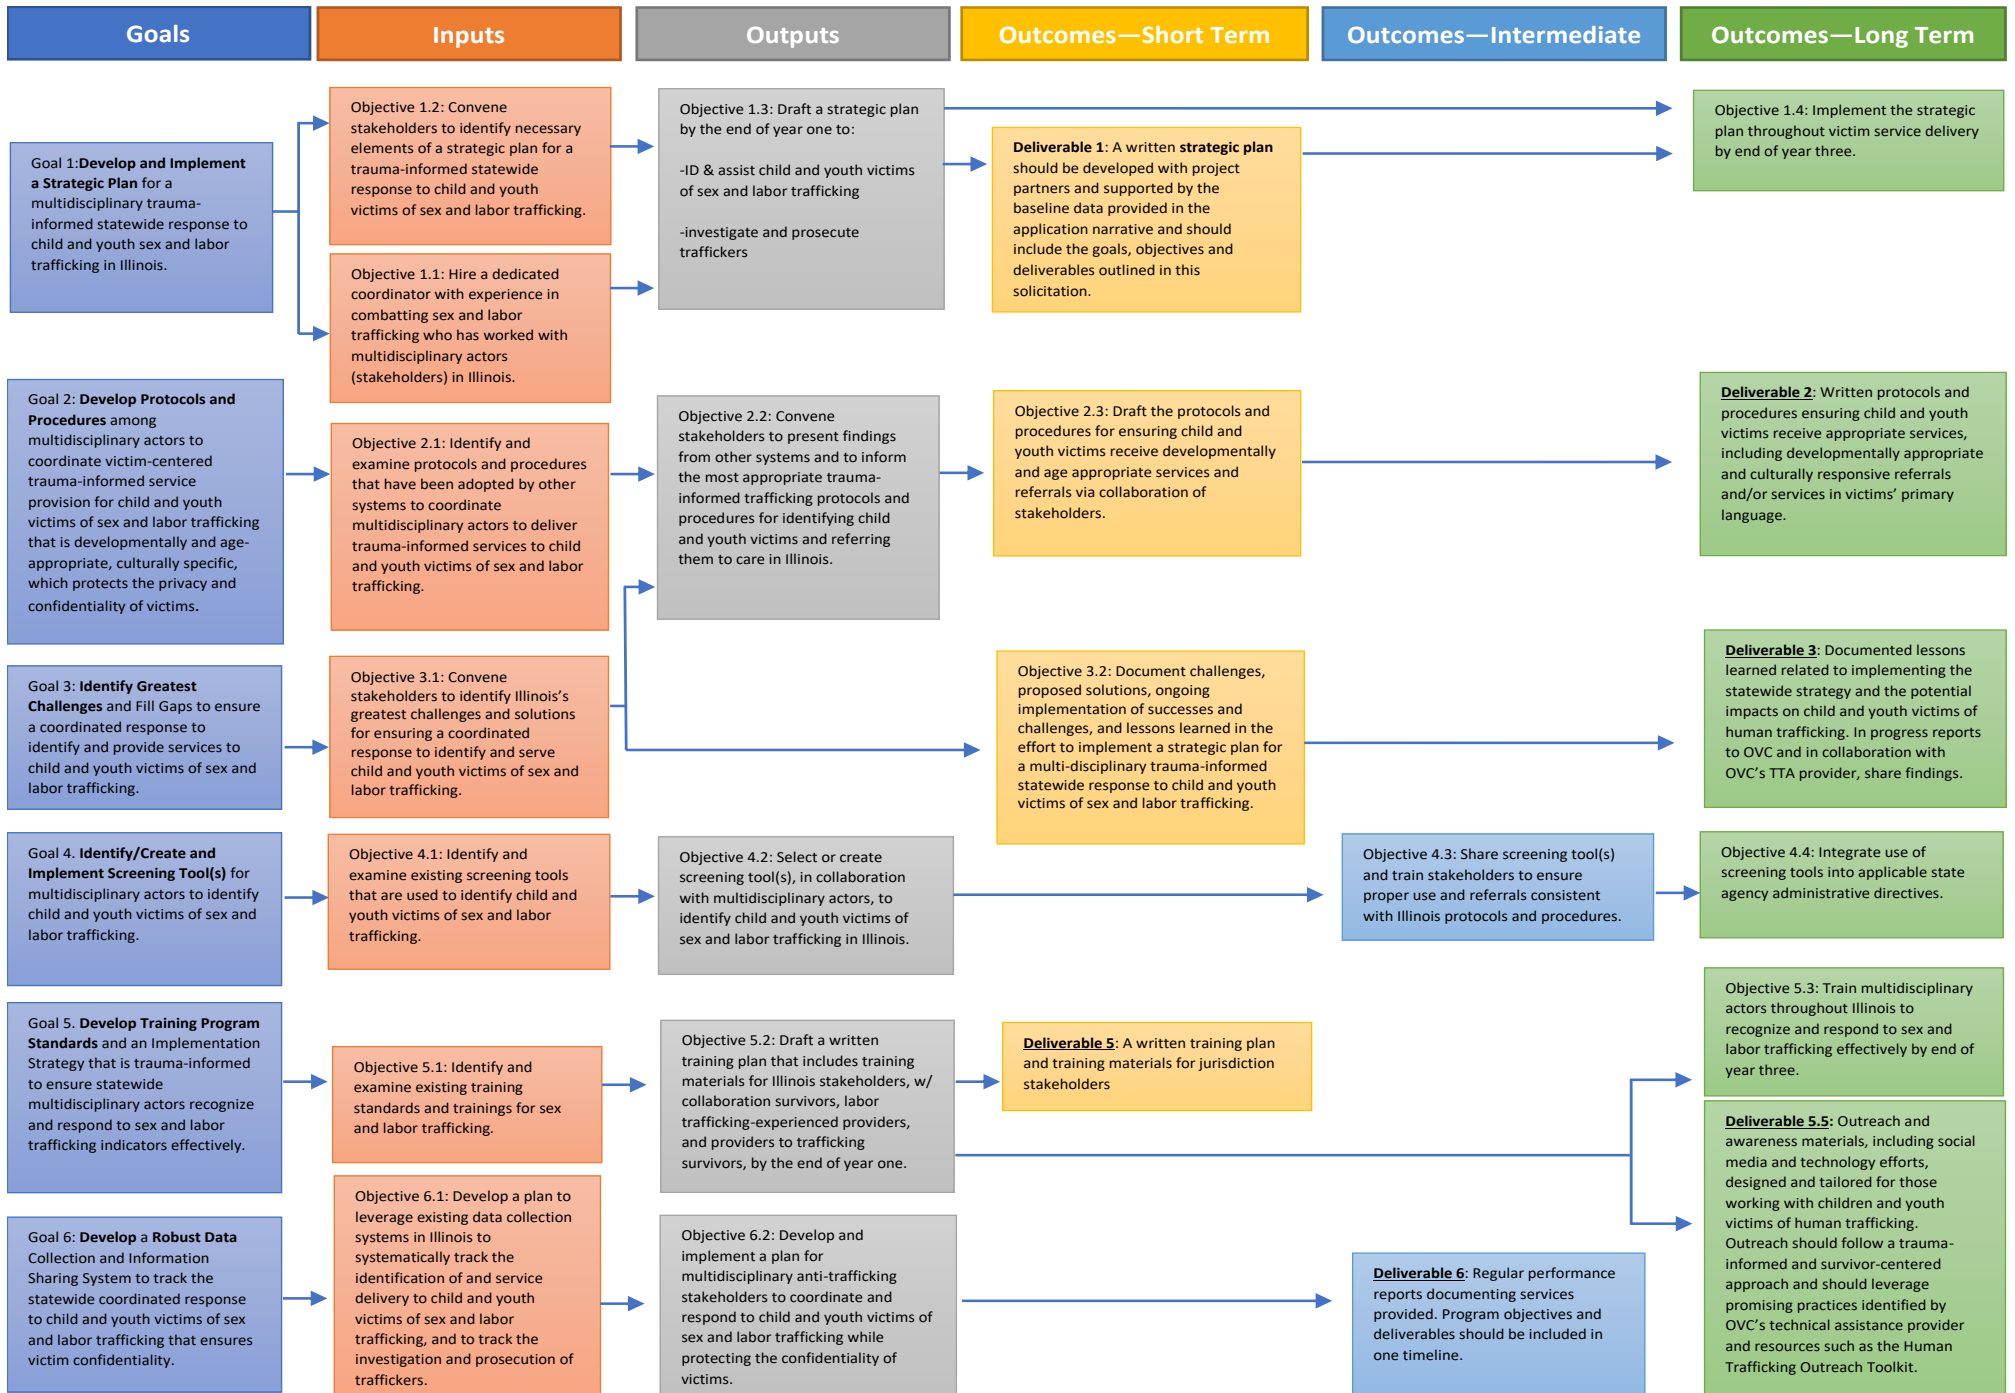 Goals
Inputs
Outputs
Outcomes—Short Term
Outcomes—Intermediate
Outcomes—Long Term
Goal 1:Develop and Implement
a Strategic Plan for a
multidisciplinary trauma-
informed statewide response to
child and youth sex and labor
trafficking in Illinois.
Objective 1.2: Convene
stakeholders to identify necessary
elements of a strategic plan for a
trauma-informed statewide
response to child and youth
victims of sex and labor trafficking.
Objective 1.1: Hire a dedicated
coordinator with experience in
combatting sex and labor
trafficking who has worked with
multidisciplinary actors
(stakeholders) in Illinois.
Objective 1.3: Draft a strategic plan
by the end of year one to:
-ID & assist child and youth victims
of sex and labor trafficking
-investigate and prosecute
traffickers
Deliverable 1: A written strategic plan
should be developed with project
partners and supported by the
baseline data provided in the
application narrative and should
include the goals, objectives and
deliverables outlined in this
solicitation.
Objective 1.4: Implement the strategic
plan throughout victim service delivery
by end of year three.
Goal 2: Develop Protocols and
Procedures among
multidisciplinary actors to
coordinate victim-centered
trauma-informed service
provision for child and youth
victims of sex and labor trafficking
that is developmentally and age-
appropriate, culturally specific,
which protects the privacy and
confidentiality of victims.
Objective 2.1: Identify and
examine protocols and procedures
that have been adopted by other
systems to coordinate
multidisciplinary actors to deliver
trauma-informed services to child
and youth victims of sex and labor
trafficking.
Objective 2.2: Convene
stakeholders to present findings
from other systems and to inform
the most appropriate trauma-
informed trafficking protocols and
procedures for identifying child
and youth victims and referring
them to care in Illinois.
Objective 2.3: Draft the protocols and
procedures for ensuring child and
youth victims receive developmentally
and age appropriate services and
referrals via collaboration of
stakeholders.
Deliverable 2: Written protocols and
procedures ensuring child and youth
victims receive appropriate services,
including developmentally appropriate
and culturally responsive referrals
and/or services in victims’ primary
language.
Goal 3: Identify Greatest
Challenges and Fill Gaps to ensure
a coordinated response to
identify and provide services to
child and youth victims of sex and
labor trafficking.
Objective 3.1: Convene
stakeholders to identify Illinois’s
greatest challenges and solutions
for ensuring a coordinated
response to identify and serve
child and youth victims of sex and
labor trafficking.
Objective 3.2: Document challenges,
proposed solutions, ongoing
implementation of successes and
challenges, and lessons learned in the
effort to implement a strategic plan for
a multi-disciplinary trauma-informed
statewide response to child and youth
victims of sex and labor trafficking.
Deliverable 3: Documented lessons
learned related to implementing the
statewide strategy and the potential
impacts on child and youth victims of
human trafficking. In progress reports
to OVC and in collaboration with
OVC’s TTA provider, share findings.
Goal 4. Identify/Create and
Implement Screening Tool(s) for
multidisciplinary actors to identify
child and youth victims of sex and
labor trafficking.
Objective 4.1: Identify and
examine existing screening tools
that are used to identify child and
youth victims of sex and labor
trafficking.
Objective 4.2: Select or create
screening tool(s), in collaboration
with multidisciplinary actors, to
identify child and youth victims of
sex and labor trafficking in Illinois.
Objective 4.3: Share screening tool(s)
and train stakeholders to ensure
proper use and referrals consistent
with Illinois protocols and procedures.
Objective 4.4: Integrate use of
screening tools into applicable state
agency administrative directives.
Goal 5. Develop Training Program
Standards and an Implementation
Strategy that is trauma-informed
to ensure statewide
multidisciplinary actors recognize
and respond to sex and labor
trafficking indicators effectively.
Objective 5.1: Identify and
examine existing training
standards and trainings for sex
and labor trafficking.
Objective 5.2: Draft a written
training plan that includes training
materials for Illinois stakeholders, w/
collaboration survivors, labor
trafficking-experienced providers,
and providers to trafficking
survivors, by the end of year one.
Deliverable 5: A written training plan
and training materials for jurisdiction
stakeholders
Objective 5.3: Train multidisciplinary
actors throughout Illinois to
recognize and respond to sex and
labor trafficking effectively by end of
year three.
Deliverable 5.5: Outreach and
awareness materials, including social
media and technology efforts,
designed and tailored for those
working with children and youth
victims of human trafficking.
Outreach should follow a trauma-
informed and survivor-centered
approach and should leverage
promising practices identified by
OVC’s technical assistance provider
and resources such as the Human
Trafficking Outreach Toolkit.
Goal 6: Develop a Robust Data
Collection and Information
Sharing System to track the
statewide coordinated response
to child and youth victims of sex
and labor trafficking that ensures
victim confidentiality.
Objective 6.1: Develop a plan to
leverage existing data collection
systems in Illinois to
systematically track the
identification of and service
delivery to child and youth
victims of sex and labor
trafficking, and to track the
investigation and prosecution of
traffickers.
Objective 6.2: Develop and
implement a plan for
multidisciplinary anti-trafficking
stakeholders to coordinate and
respond to child and youth victims of
sex and labor trafficking while
protecting the confidentiality of
victims.
Deliverable 6: Regular performance
reports documenting services
provided. Program objectives and
deliverables should be included in
one timeline.